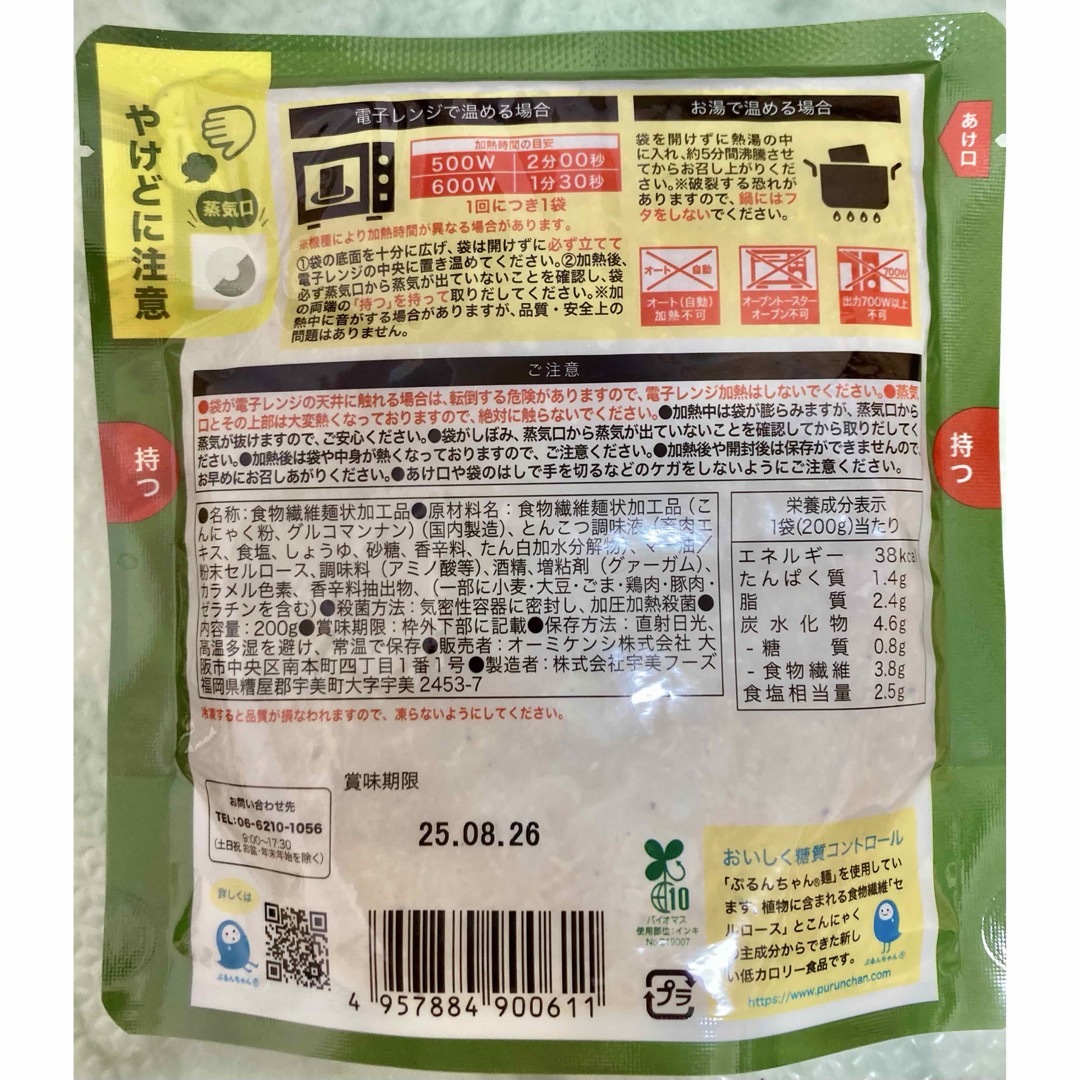 やけどに注意
蒸気口
電子レンジで温める場合
加熱時間の目安
500W 2分00秒
600W 1分30秒
1回につき1袋
※機種により加熱時間が異なる場合があります。
①袋の底面を十分に広げ、袋は開けずに必ず立てて
電子レンジの中央に置き温めてください。②加熱後、
必ず蒸気口から蒸気が出ていないことを確認し、袋
の両端の「持つ」を持って取りだしてください。※加
熱中に音がする場合がありますが、品質・安全上の
問題はありません。
お湯で温める場合
袋を開けずに熱湯の中
に入れ、約5分間沸騰させ
てからお召し上がりくだ
さい。※破裂する恐れが
ありますので、鍋にはフ
タをしないでください。
オート 自動
オート(自動)
加熱不可
オーブントースター
オーブン不可
700W
出力700W以上
不可
あけ口
持つ
持つ
ご注意
●袋が電子レンジの天井に触れる場合は、転倒する危険がありますので、電子レンジ加熱はしないでください。●蒸気
口とその上部は大変熱くなっておりますので、絶対に触らないでください。●加熱中は袋が膨らみますが、蒸気口から
蒸気が抜けますので、ご安心ください。●袋がしぼみ、蒸気口から蒸気が出ていないことを確認してから取りだしてく
ださい。●加熱後は袋や中身が熱くなっておりますので、ご注意ください。●加熱後や開封後は保存ができませんので、
お早めにお召しあがりください。●あけ口や袋のはしで手を切るなどのケガをしないようにご注意ください。
●名称：食物繊維麺状加工品●原材料名：食物繊維麺状加工品（こ
んにゃく粉、グルコマンナン）（国内製造）、とんこつ調味液（畜肉エ
キス、食塩、しょうゆ、砂糖、香辛料、たん白加水分解物）、マー油／
粉末セルロース、調味料（アミノ酸等）、酒精、増粘剤（グァーガム）、
カラメル色素、香辛料抽出物、（一部に小麦・大豆・ごま・鶏肉・豚肉・
ゼラチンを含む）●殺菌方法：気密性容器に密封し、加圧加熱殺菌●
内容量：200g●賞味期限：枠外下部に記載●保存方法：直射日光、
高温多湿を避け、常温で保存●販売者：オーミケンシ株式会社 大
阪市中央区南本町四丁目1番1号●製造者：株式会社宇美フーズ
福岡県糟屋郡宇美町大字宇美 2453-7
冷凍すると品質が損なわれますので、凍らないようにしてください。
栄養成分表示
1袋(200g)当たり
エネルギー 38kcal
たんぱく質 1.4g
脂質 2.4g
炭水化物 4.6g
- 糖質 0.8g
- 食物繊維 3.8g
食塩相当量 2.5g
賞味期限
25.08.26
お問い合わせ先
TEL:06-6210-1056
9:00～17:30
(土日祝 お盆・年末年始を除く)
詳しくは
ぷるんちゃん®
4 957884 900611
10
バイオマス
使用部位：インキ
プラ
おいしく糖質コントロール
「ぷるんちゃん®麺」を使用してい
ます。植物に含まれる食物繊維「セ
ルロース」とこんにゃく
の主成分からできた新し
い低カロリー食品です。
ぷるんちゃん®
https://www.purunchan.com